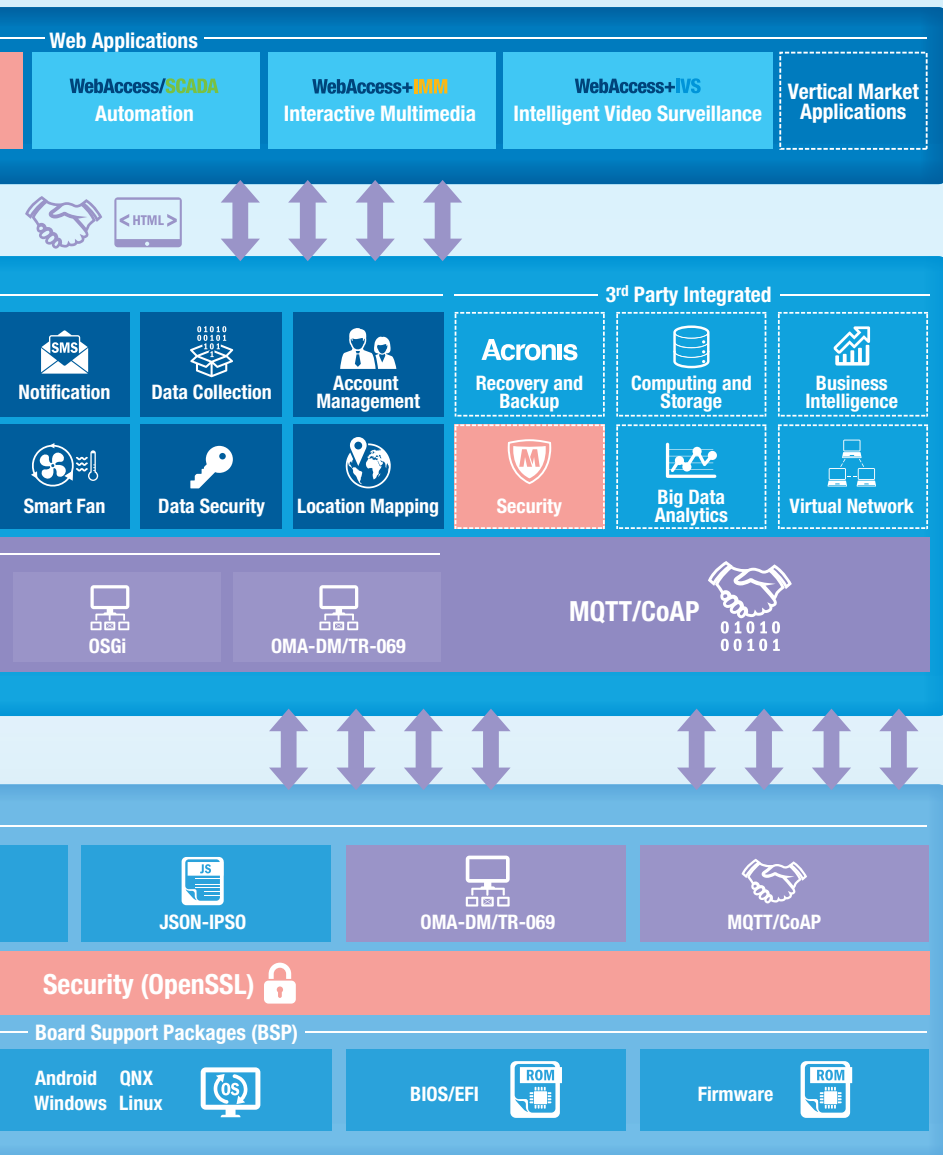 Web Applications
WebAccess/SCADA
Automation
WebAccess+IMM
Interactive Multimedia
WebAccess+IVS
Intelligent Video Surveillance
Vertical Market
Applications
< HTML >
3rd Party Integrated
SMS
Notification
01010
00101
101
1
Data Collection
Account
Management
Acronis
Recovery and
Backup
Computing and
Storage
Business
Intelligence
Smart Fan
Data Security
Location Mapping
M
Security
Big Data
Analytics
Virtual Network
OSGi
OMA-DM/TR-069
MQTT/CoAP
01010
00101
JS
JSON-IPSO
OMA-DM/TR-069
MQTT/CoAP
Security (OpenSSL)
Board Support Packages (BSP)
Android QNX
Windows Linux
OS
BIOS/EFI
ROM
Firmware
ROM